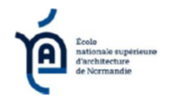 École
nationale supérieure
d'architecture
de Normandie